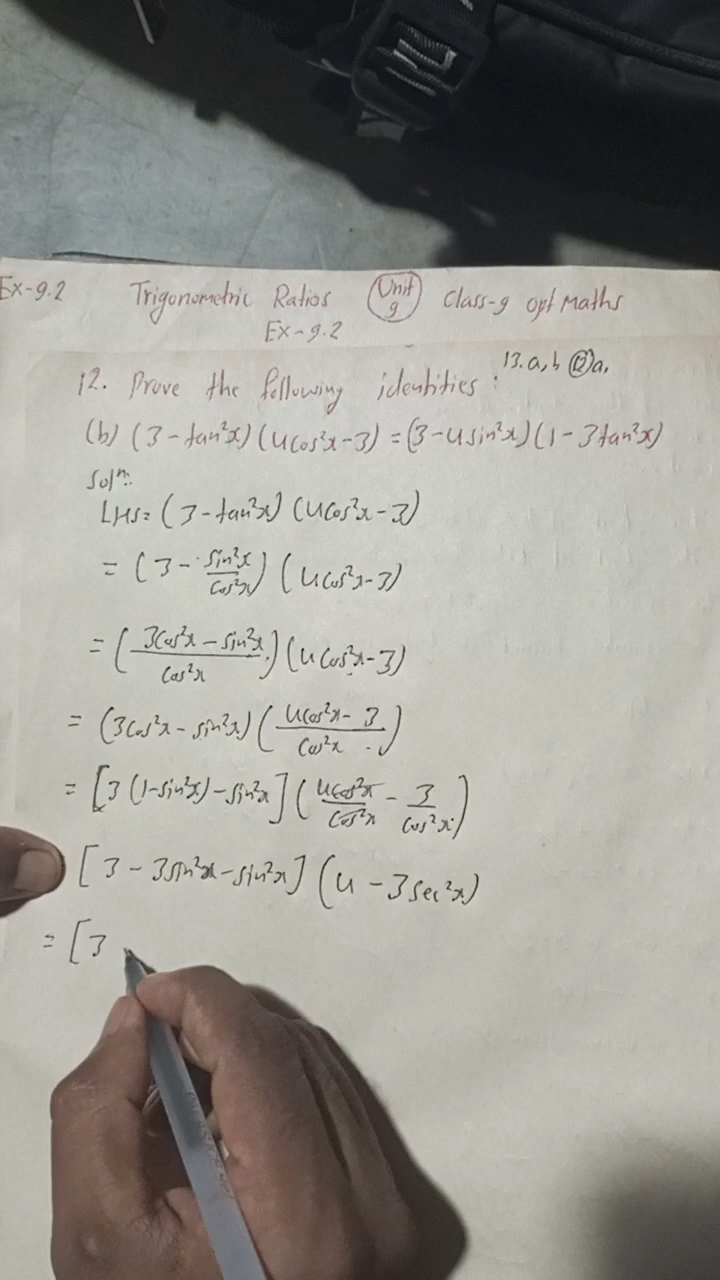 Ex-9.2 Trigonometric Ratios Unit 9 Class-9 opt Maths
Ex-9.2
13. a, b (12) a,
12. Prove the following identities :
(b) (3 - tan²x) (4cos²x - 3) = (3 - 4sin²x) (1 - 3tan²x)
Solⁿ:
LHS = (3 - tan²x) (4cos²x - 3)
= (3 - sin²x/cos²x) (4cos²x - 3)
= (3cos²x - sin²x/cos²x) (4cos²x - 3)
= (3cos²x - sin²x) (4cos²x - 3/cos²x)
= [3 (1 - sin²x) - sin²x] (4cos²x/cos²x - 3/cos²x)
[3 - 3sin²x - sin²x] (4 - 3sec²x)
= [3